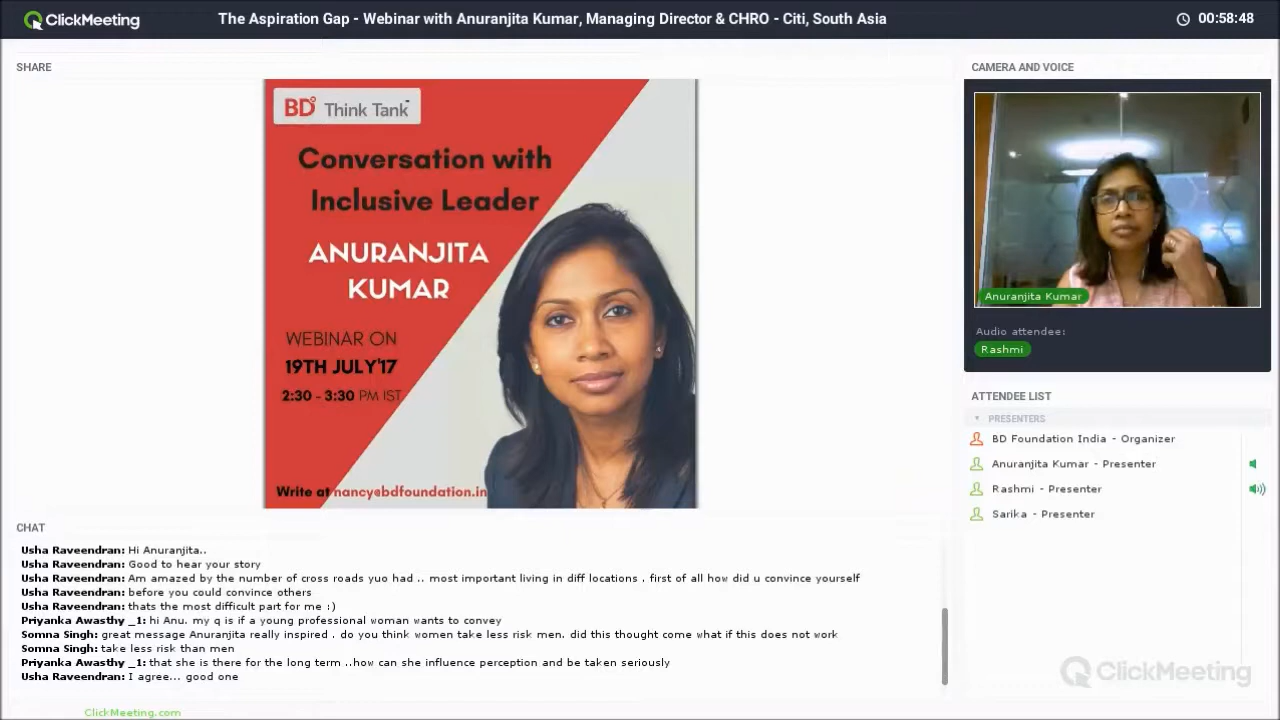 ClickMeeting
The Aspiration Gap - Webinar with Anuranjita Kumar, Managing Director & CHRO - Citi, South Asia
00:58:48
SHARE
BD Think Tank
Conversation with
Inclusive Leader
ANURANJITA
KUMAR
WEBINAR ON
19TH JULY'17
2:30 - 3:30 PM IST
Write at nancy@bdfoundation.in
CAMERA AND VOICE
Anuranjita Kumar
Audio attendee:
Rashmi
ATTENDEE LIST
PRESENTERS
BD Foundation India - Organizer
Anuranjita Kumar - Presenter
Rashmi - Presenter
Sarika - Presenter
CHAT
Usha Raveendran: Hi Anuranjita..
Usha Raveendran: Good to hear your story
Usha Raveendran: Am amazed by the number of cross roads yuo had .. most important living in diff locations . first of all how did u convince yourself
Usha Raveendran: before you could convince others
Usha Raveendran: thats the most difficult part for me :)
Priyanka Awasthy _1: hi Anu. my q is if a young professional woman wants to convey
Somna Singh: great message Anuranjita really inspired . do you think women take less risk men. did this thought come what if this does not work
Somna Singh: take less risk than men
Priyanka Awasthy _1: that she is there for the long term ..how can she influence perception and be taken seriously
Usha Raveendran: I agree... good one
ClickMeeting
ClickMeeting.com